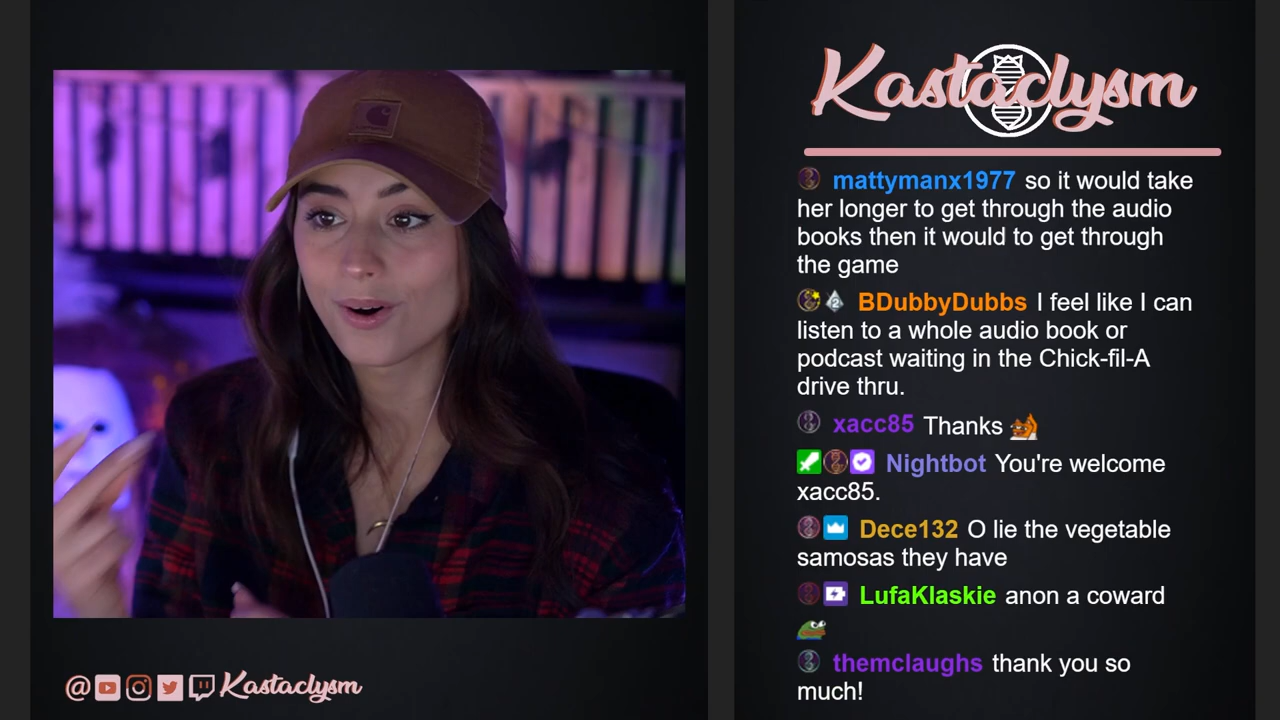 Kastaclysm
mattymanx1977 so it would take
her longer to get through the audio
books then it would to get through
the game
BDubbyDubbs I feel like I can
listen to a whole audio book or
podcast waiting in the Chick-fil-A
drive thru.
xacc85 Thanks
Nightbot You're welcome
xacc85.
Dece132 O lie the vegetable
samosas they have
LufaKlaskie anon a coward
themclaughs thank you so
much!
@ Kastaclysm